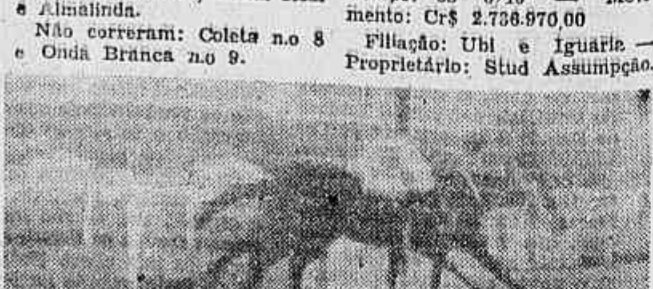 e Almalinda.
Não correram: Coleta n.o 8
e Onda Branca n.o 9.
mento: Cr$ 2.736.970,00
Filiação: Ubi e Iguaria —
Proprietário: Stud Assumpção.